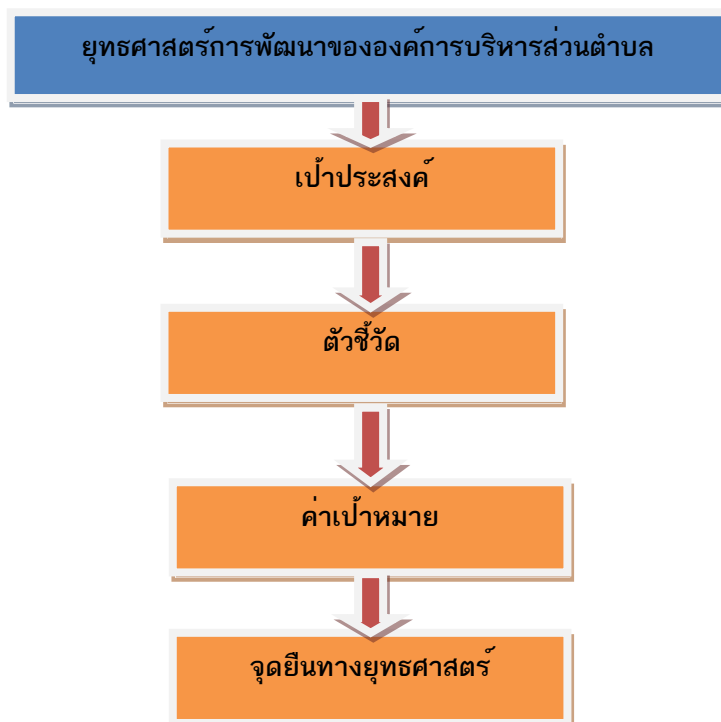 ยุทธศาสตร์การพัฒนาขององค์การบริหารส่วนตำบล
เป้าประสงค์
ตัวชี้วัด
ค่าเป้าหมาย
จุดยืนทางยุทธศาสตร์